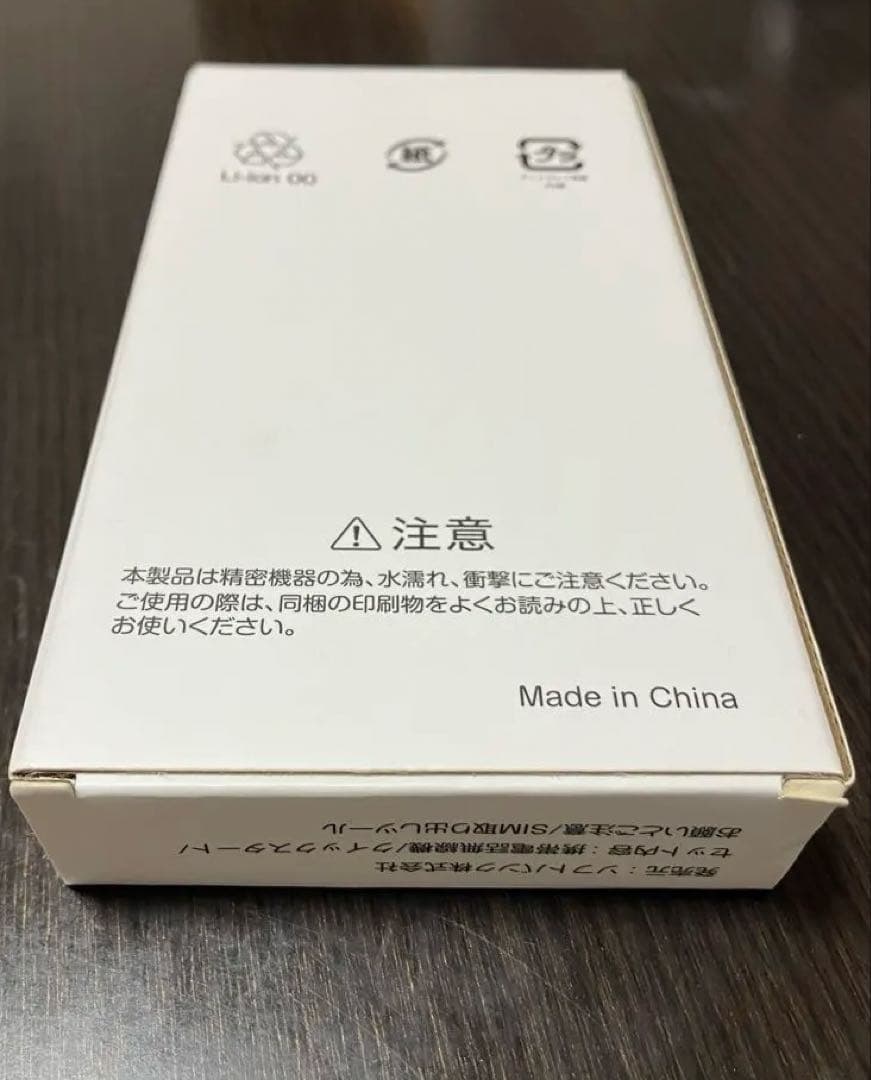 Li-ion 00
紙
プラ
注意
本製品は精密機器の為、水濡れ、衝撃にご注意ください。
ご使用の際は、同梱の印刷物をよくお読みの上、正しく
お使いください。
Made in China
発売元：ソフトバンク株式会社
セット内容：携帯電話無線機/クイックスタート/
お願いとご注意/SIM取り出しツール